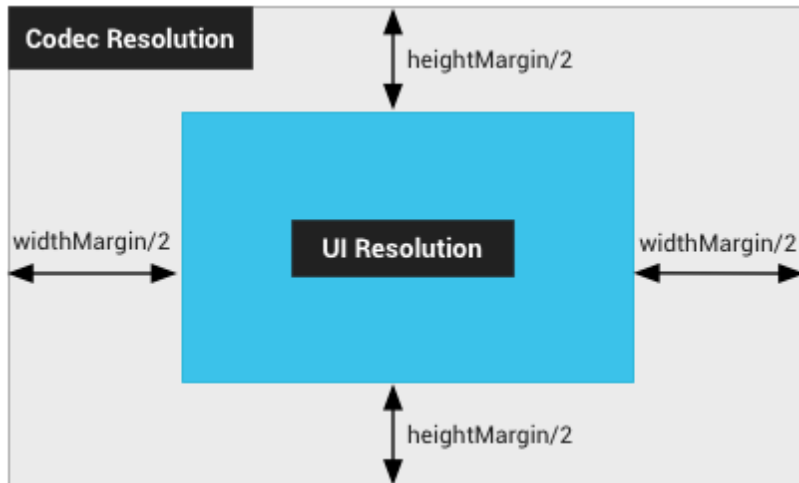 Codec Resolution
heightMargin/2
widthMargin/2
UI Resolution
widthMargin/2
heightMargin/2